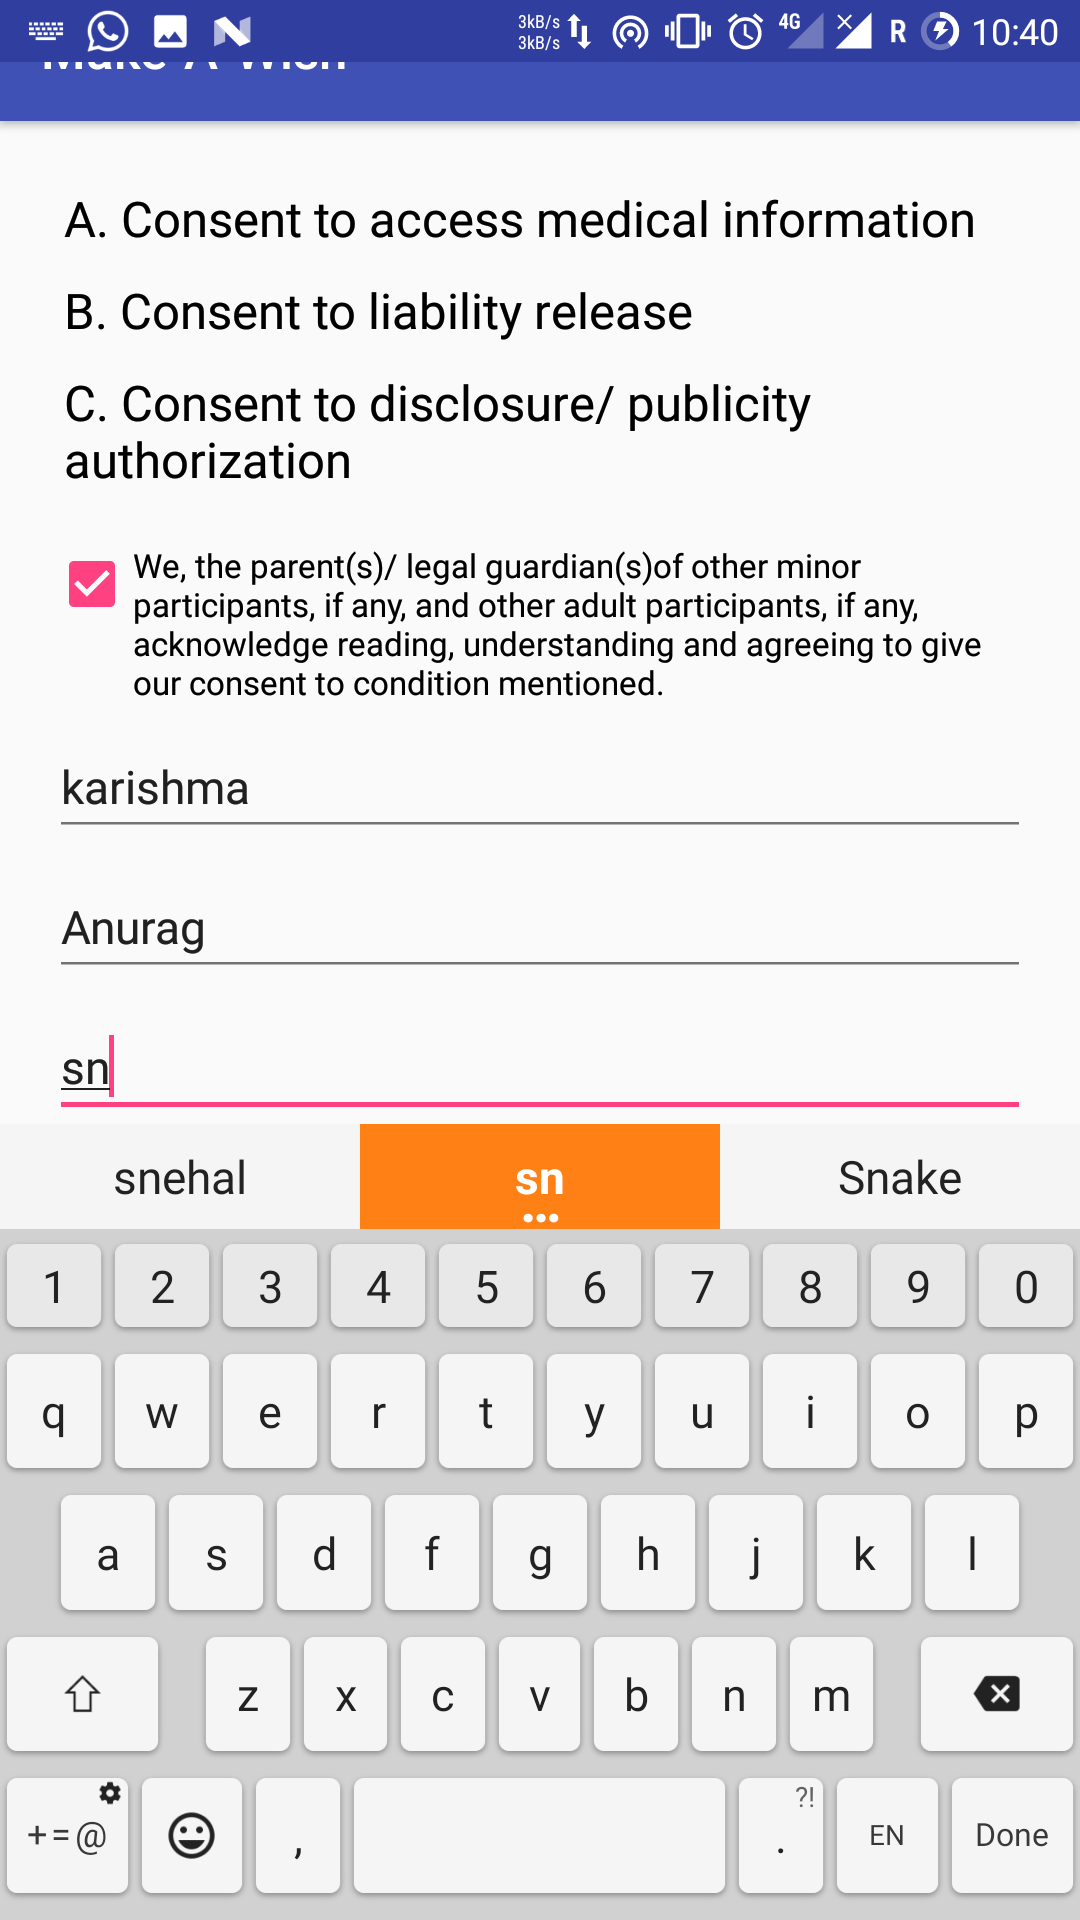 3kB/s
3kB/s
4G
R
10:40
Make A Wish
A. Consent to access medical information
B. Consent to liability release
C. Consent to disclosure/ publicity
authorization
We, the parent(s)/ legal guardian(s)of other minor
participants, if any, and other adult participants, if any,
acknowledge reading, understanding and agreeing to give
our consent to condition mentioned.
karishma
Anurag
sn
snehal sn Snake
1 2 3 4 5 6 7 8 9 0
q w e r t y u i o p
a s d f g h j k l
z x c v b n m
+=@ , ?! . EN Done